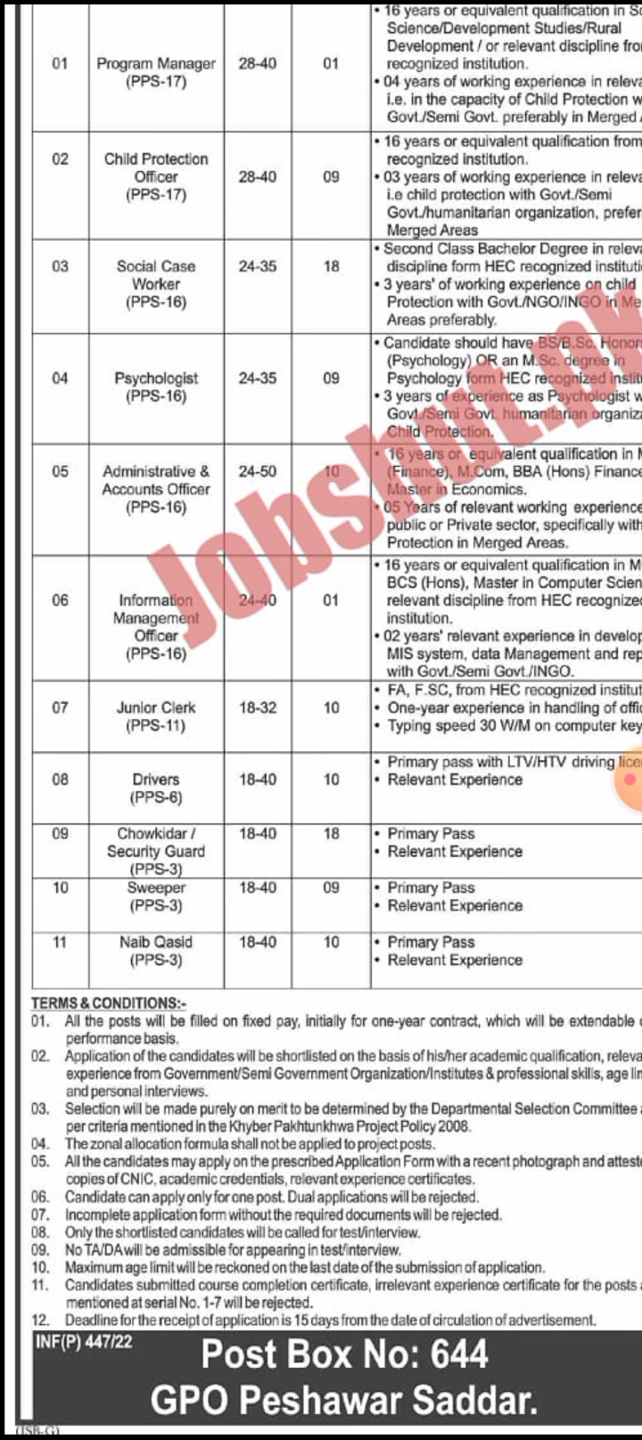 • 16 years or equivalent qualification in
Science/Development Studies/Rural
Development / or relevant discipline
recognized institution.
• 04 years of working experience in
i.e. in the capacity of Child Protection
Govt./Semi Govt. preferably in Merged
01 Program Manager (PPS-17) 28-40 01
• 16 years or equivalent qualification from
recognized institution.
• 03 years of working experience in
i.e child protection with Govt./Semi
Govt./humanitarian organization,
Merged Areas
02 Child Protection Officer (PPS-17) 28-40 09
• Second Class Bachelor Degree in
discipline form HEC recognized
• 3 years' of working experience on child
Protection with Govt./NGO/INGO in
Areas preferably.
03 Social Case Worker (PPS-16) 24-35 18
• Candidate should have BS/B.Sc. Honors
(Psychology) OR an M.Sc. degree in
Psychology form HEC recognized
• 3 years of experience as Psychologist
Govt./Semi Govt. humanitarian
Child Protection.
04 Psychologist (PPS-16) 24-35 09
• 16 years or equivalent qualification in
(Finance), M.Com, BBA (Hons) Finance
Master in Economics.
• 05 Years of relevant working experience
public or Private sector, specifically with
Protection in Merged Areas.
05 Administrative & Accounts Officer (PPS-16) 24-50 10
• 16 years or equivalent qualification in
BCS (Hons), Master in Computer
relevant discipline from HEC recognized
institution.
• 02 years' relevant experience in
MIS system, data Management and
with Govt./Semi Govt./INGO.
06 Information Management Officer (PPS-16) 24-40 01
• FA, F.SC, from HEC recognized
• One-year experience in handling of
• Typing speed 30 W/M on computer
07 Junior Clerk (PPS-11) 18-32 10
• Primary pass with LTV/HTV driving
• Relevant Experience
08 Drivers (PPS-6) 18-40 10
09 Chowkidar / Security Guard (PPS-3) 18-40 18
• Primary Pass
• Relevant Experience
10 Sweeper (PPS-3) 18-40 09
• Primary Pass
• Relevant Experience
11 Naib Qasid (PPS-3) 18-40 10
• Primary Pass
• Relevant Experience
Jobshut.pk
TERMS & CONDITIONS:-
01. All the posts will be filled on fixed pay, initially for one-year contract, which will be extendable
performance basis.
02. Application of the candidates will be shortlisted on the basis of his/her academic qualification,
experience from Government/Semi Government Organization/Institutes & professional skills, age
and personal interviews.
03. Selection will be made purely on merit to be determined by the Departmental Selection Committee
per criteria mentioned in the Khyber Pakhtunkhwa Project Policy 2008.
04. The zonal allocation formula shall not be applied to project posts.
05. All the candidates may apply on the prescribed Application Form with a recent photograph and
copies of CNIC, academic credentials, relevant experience certificates.
06. Candidate can apply only for one post. Dual applications will be rejected.
07. Incomplete application form without the required documents will be rejected.
08. Only the shortlisted candidates will be called for test/interview.
09. No TA/DA will be admissible for appearing in test/interview.
10. Maximum age limit will be reckoned on the last date of the submission of application.
11. Candidates submitted course completion certificate, irrelevant experience certificate for the posts
mentioned at serial No. 1-7 will be rejected.
12. Deadline for the receipt of application is 15 days from the date of circulation of advertisement.
INF(P) 447/22
Post Box No: 644
GPO Peshawar Saddar.
(ISB-G)